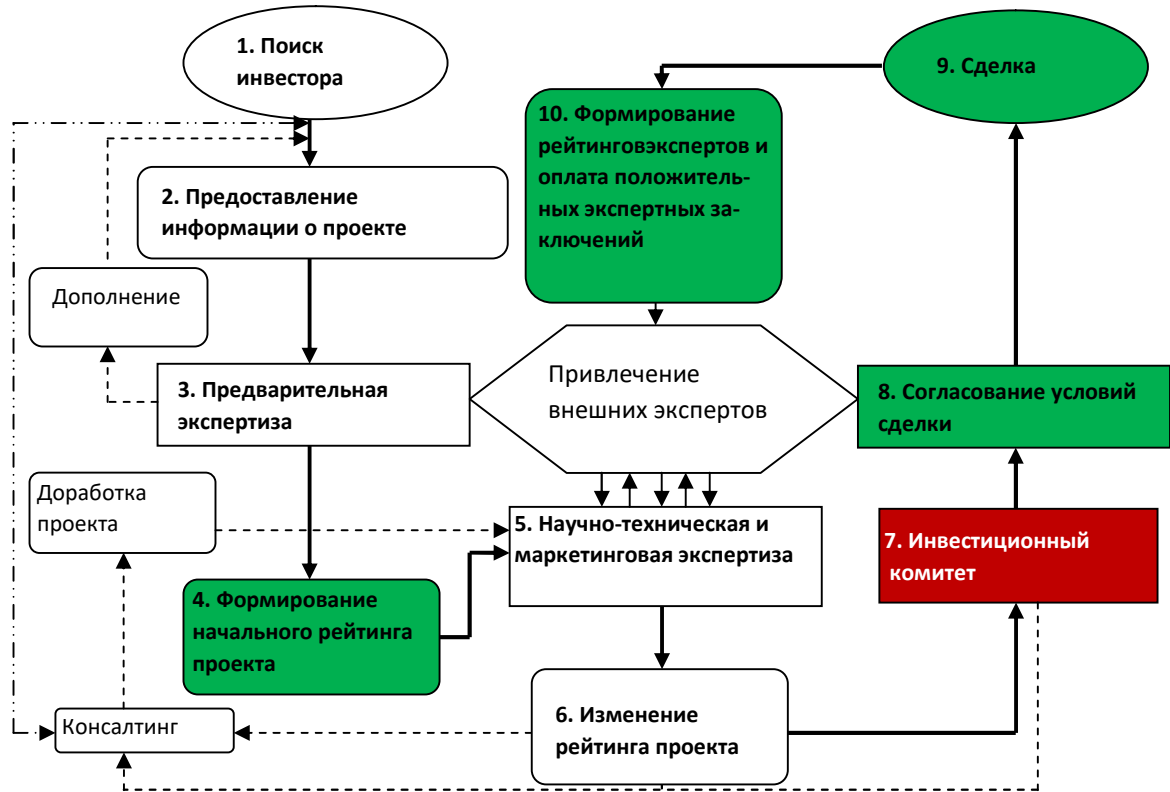 1. Поиск
инвестора
2. Предоставление
информации о проекте
Дополнение
3. Предварительная
экспертиза
Доработка
проекта
4. Формирование
начального рейтинга
проекта
Консалтинг
10. Формирование
рейтинговэкспертов и
оплата положитель-
ных экспертных за-
ключений
Привлечение
внешних экспертов
5. Научно-техническая и
маркетинговая экспертиза
6. Изменение
рейтинга проекта
9. Сделка
8. Согласование условий
сделки
7. Инвестиционный
комитет